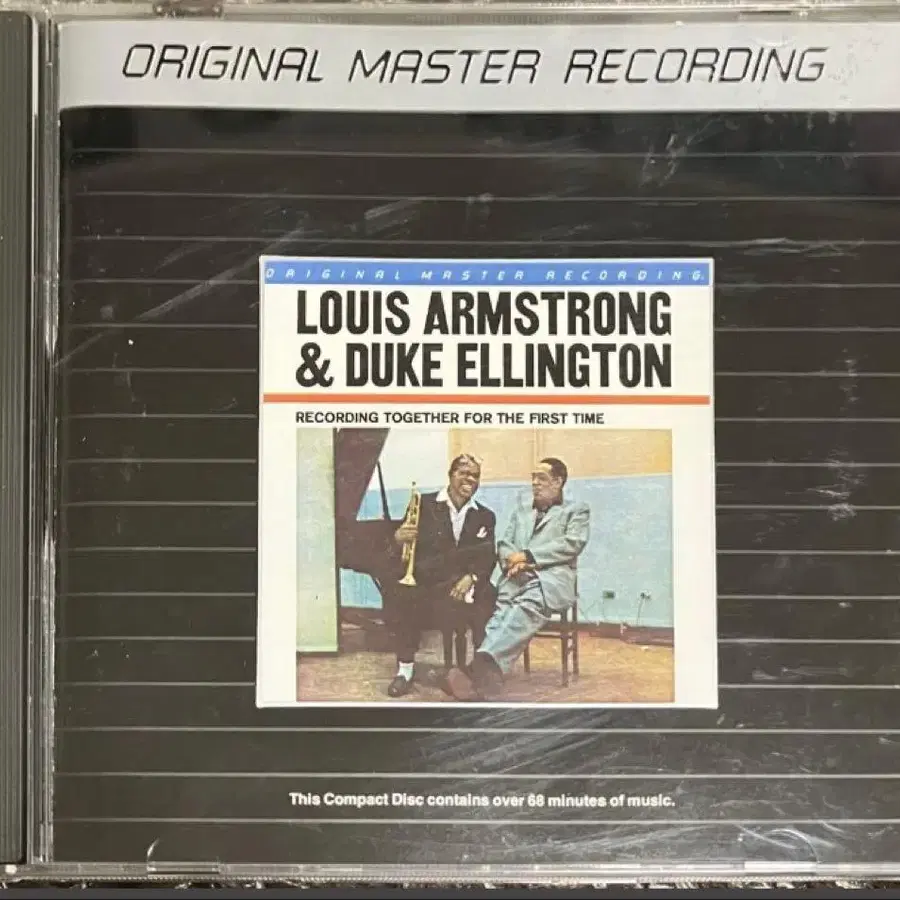 ORIGINAL MASTER RECORDING
ORIGINAL MASTER RECORDING
LOUIS ARMSTRONG
& DUKE ELLINGTON
RECORDING TOGETHER FOR THE FIRST TIME
This Compact Disc contains over 68 minutes of music.